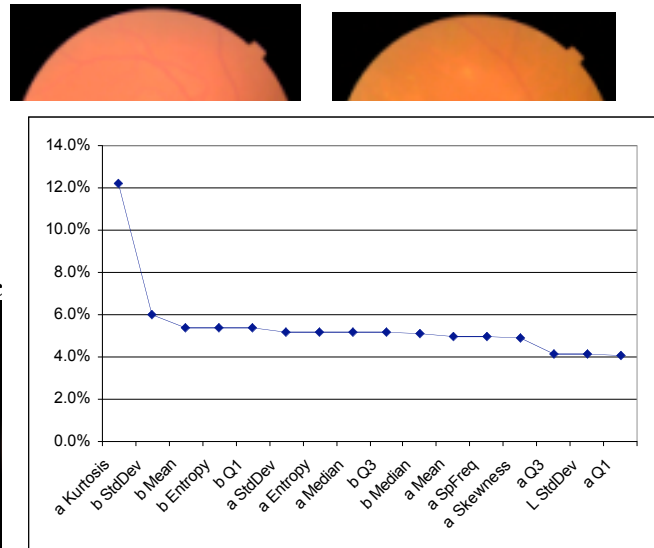 14.0%
12.0%
10.0%
8.0%
6.0%
4.0%
2.0%
0.0%
a Kurtosis
b StdDev
b Mean
b Entropy
b Q1
a StdDev
a Entropy
a Median
b Q3
b Median
a Mean
a SpFreq
a Skewness
a Q3
L StdDev
a Q1